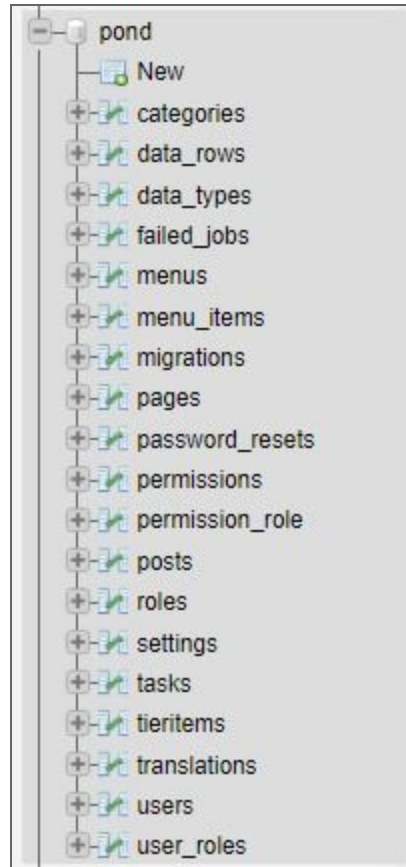 pond
New
categories
data_rows
data_types
failed_jobs
menus
menu_items
migrations
pages
password_resets
permissions
permission_role
posts
roles
settings
tasks
tieritems
translations
users
user_roles